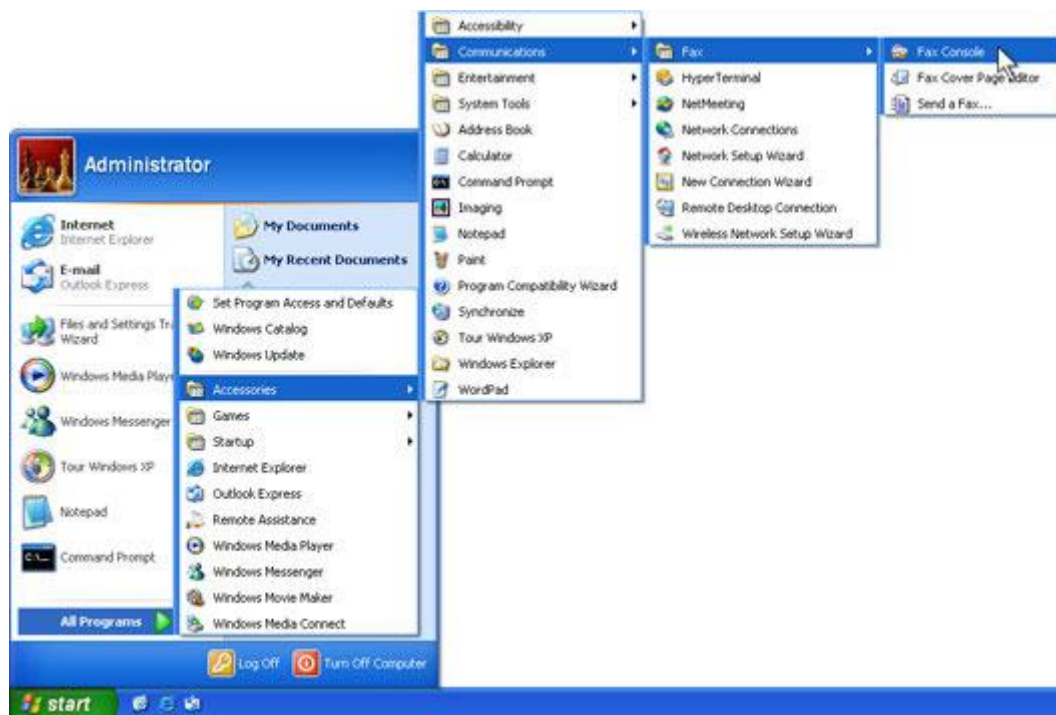 Administrator
Internet
Internet Explorer
E-mail
Outlook Express
Files and Settings Tra
Wizard
Windows Media Playe
Windows Messenger
Tour Windows XP
Notepad
C:\_
Command Prompt
All Programs
My Documents
My Recent Documents
Set Program Access and Defaults
Windows Catalog
Windows Update
Accessories
Games
Startup
Internet Explorer
Outlook Express
Remote Assistance
Windows Media Player
Windows Messenger
Windows Movie Maker
Windows Media Connect
Accessibility
Communications
Entertainment
System Tools
Address Book
Calculator
Command Prompt
Imaging
Notepad
Paint
Program Compatibility Wizard
Synchronize
Tour Windows XP
Windows Explorer
WordPad
Fax
HyperTerminal
NetMeeting
Network Connections
Network Setup Wizard
New Connection Wizard
Remote Desktop Connection
Wireless Network Setup Wizard
Fax Console
Fax Cover Page Editor
Send a Fax...
Log Off
Turn Off Computer
start